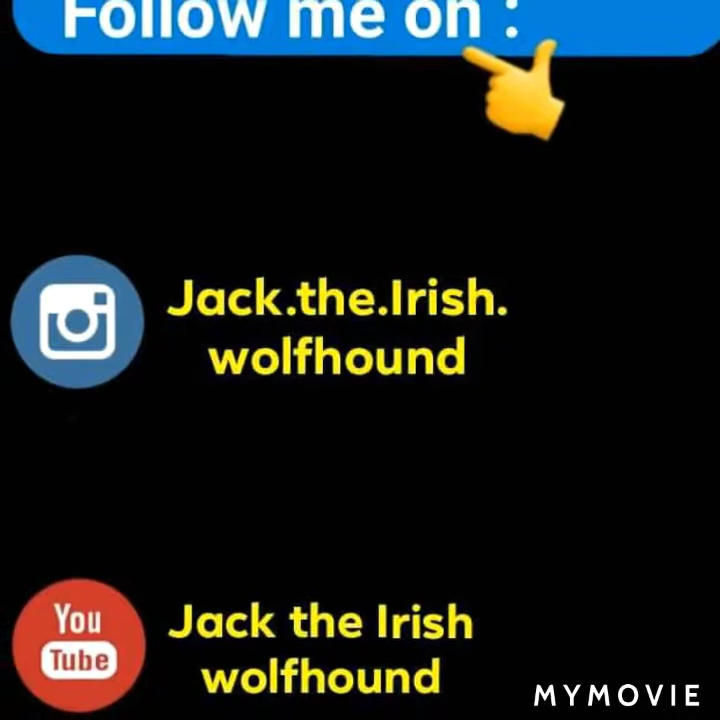 Follow me on :
Jack.the.Irish.
wolfhound
You
Tube
Jack the Irish
wolfhound
MYMOVIE